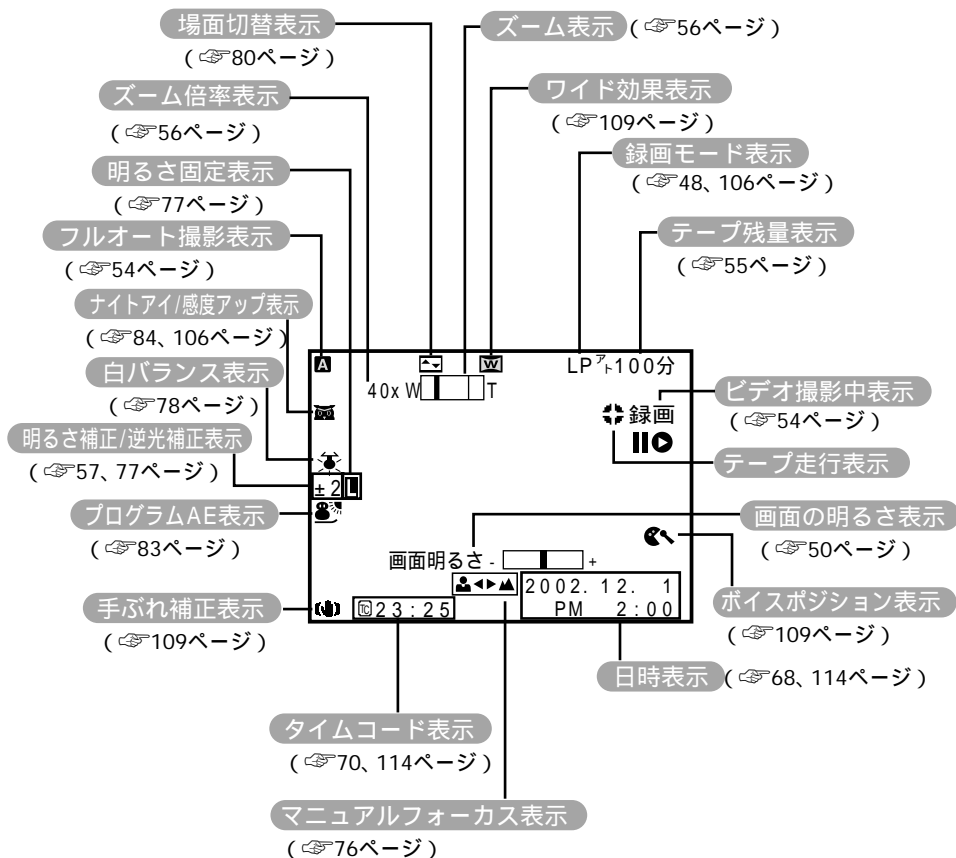 場面切替表示
(☞80ページ)
ズーム表示 (☞56ページ)
ズーム倍率表示
(☞56ページ)
ワイド効果表示
(☞109ページ)
明るさ固定表示
(☞77ページ)
録画モード表示
(☞48、106ページ)
フルオート撮影表示
(☞54ページ)
テープ残量表示
(☞55ページ)
ナイトアイ/感度アップ表示
(☞84、106ページ)
白バランス表示
(☞78ページ)
明るさ補正/逆光補正表示
(☞57、77ページ)
プログラムAE表示
(☞83ページ)
手ぶれ補正表示
(☞109ページ)
A
W
LP ァト100分
40x W T
録画
±2 L
画面明るさ - +
2002.12. 1
TC 23:25
PM 2:00
ビデオ撮影中表示
(☞54ページ)
テープ走行表示
画面の明るさ表示
(☞50ページ)
ボイスポジション表示
(☞109ページ)
日時表示 (☞68、114ページ)
タイムコード表示
(☞70、114ページ)
マニュアルフォーカス表示
(☞76ページ)